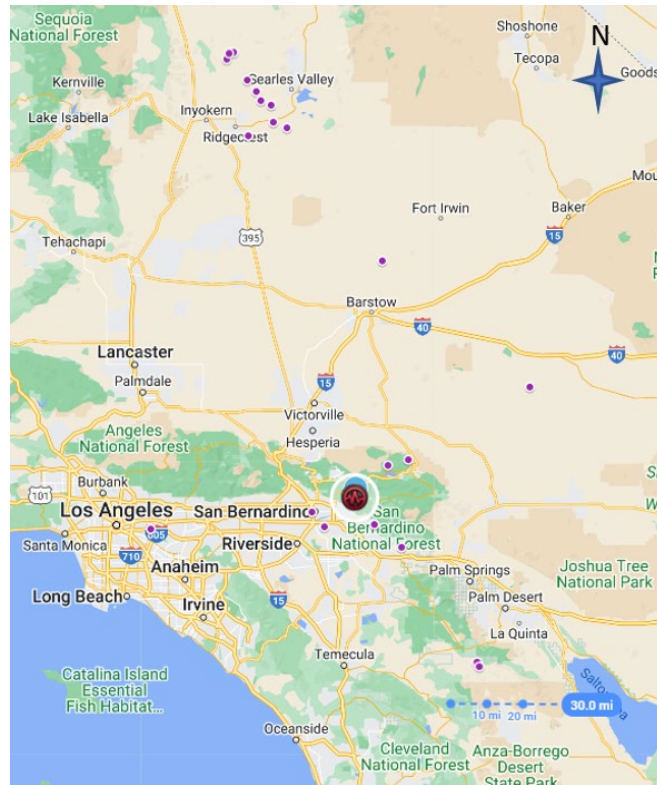 Sequoia
National Forest
Shoshone
N
Tecopa
Goods
Kernville
Searles Valley
Lake Isabella
Inyokern
Ridgecrest
Mou
Fort Irwin
Baker
Tehachapi
395
15
Barstow
40
40
Lancaster
Palmdale
15
Victorville
Hesperia
Angeles
National Forest
101
Burbank
Los Angeles
San Bernardino
San
Bernardino
National Forest
Santa Monica
605
710
Riverside
Anaheim
Long Beach
Irvine
15
Palm Springs
Joshua Tree
National Park
Palm Desert
La Quinta
Temecula
Catalina Island
Essential
Fish Habitat...
10 mi
20 mi
30.0 mi
Oceanside
Cleveland
National Forest
Anza-Borrego
Desert
State Park